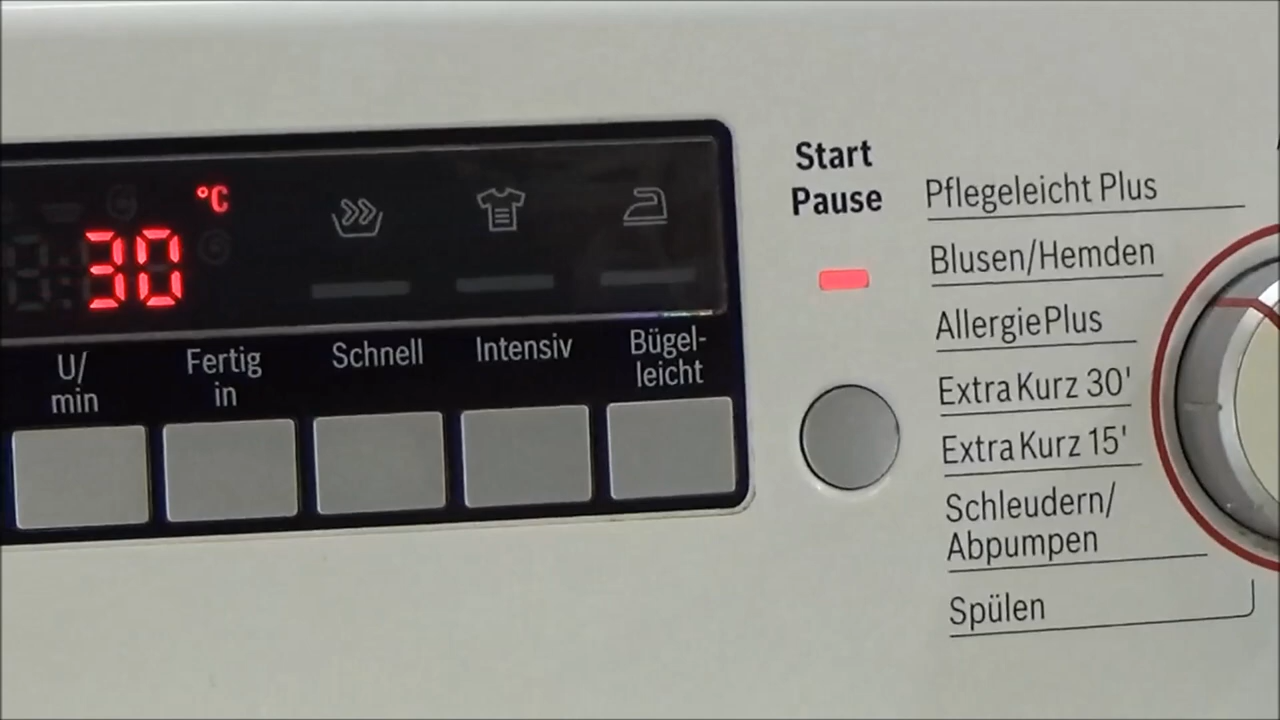 °C
30
U/
min
Fertig
in
Schnell
Intensiv
Bügel-
leicht
Start
Pause
Pflegeleicht Plus
Blusen/Hemden
AllergiePlus
Extra Kurz 30'
Extra Kurz 15'
Schleudern/
Abpumpen
Spülen